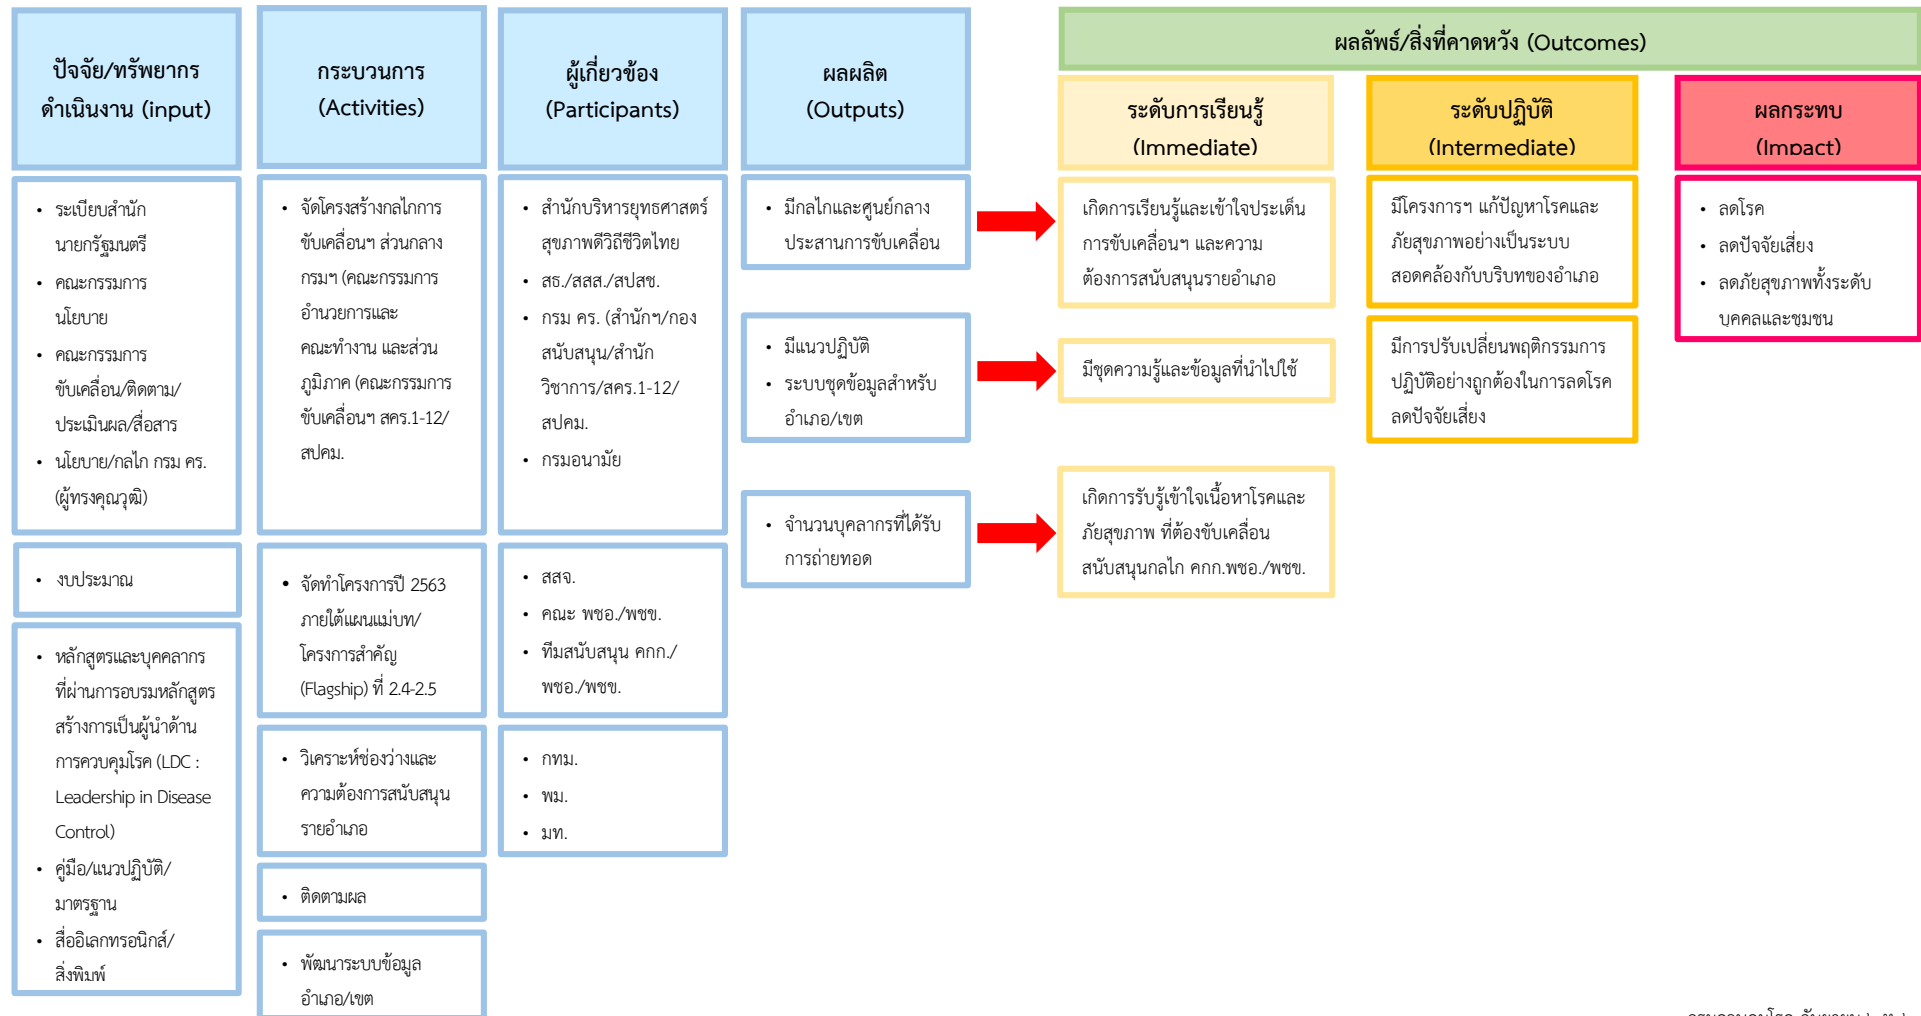 ปัจจัย/ทรัพยากร
ดำเนินงาน (input)
ระเบียบสำนัก
นายกรัฐมนตรี
คณะกรรมการ
นโยบาย
คณะกรรมการ
ขับเคลื่อน/ติดตาม/
ประเมินผล/สื่อสาร
นโยบาย/กลไก กรม คร.
(ผู้ทรงคุณวุฒิ)
งบประมาณ
หลักสูตรและบุคคลากร
ที่ผ่านการอบรมหลักสูตร
สร้างการเป็นผู้นำด้าน
การควบคุมโรค (LDC :
Leadership in Disease
Control)
คู่มือ/แนวปฏิบัติ/
มาตรฐาน
สื่ออิเลกทรอนิกส์/
สิ่งพิมพ์
กระบวนการ
(Activities)
จัดโครงสร้างกลไกการ
ขับเคลื่อนฯ ส่วนกลาง
กรมฯ (คณะกรรมการ
อำนวยการและ
คณะทำงาน และส่วน
ภูมิภาค (คณะกรรมการ
ขับเคลื่อนฯ สคร.1-12/
สปคม.
จัดทำโครงการปี 2563
ภายใต้แผนแม่บท/
โครงการสำคัญ
(Flagship) ที่ 2.4-2.5
วิเคราะห์ช่องว่างและ
ความต้องการสนับสนุน
รายอำเภอ
ติดตามผล
พัฒนาระบบข้อมูล
อำเภอ/เขต
ผู้เกี่ยวข้อง
(Participants)
สำนักบริหารยุทธศาสตร์
สุขภาพดีวิถีชีวิตไทย
สธ./สสส./สปสช.
กรม คร. (สำนักฯ/กอง
สนับสนุน/สำนัก
วิชาการ/สคร.1-12/
สปคม.
กรมอนามัย
สสจ.
คณะ พชอ./พชข.
ทีมสนับสนุน คกก./
พชอ./พชข.
กทม.
พม.
มท.
ผลผลิต
(Outputs)
มีกลไกและศูนย์กลาง
ประสานการขับเคลื่อน
มีแนวปฏิบัติ
ระบบชุดข้อมูลสำหรับ
อำเภอ/เขต
จำนวนบุคลากรที่ได้รับ
การถ่ายทอด
ผลลัพธ์/สิ่งที่คาดหวัง (Outcomes)
ระดับการเรียนรู้
(Immediate)
เกิดการเรียนรู้และเข้าใจประเด็น
การขับเคลื่อนฯ และความ
ต้องการสนับสนุนรายอำเภอ
มีชุดความรู้และข้อมูลที่นำไปใช้
เกิดการรับรู้เข้าใจเนื้อหาโรคและ
ภัยสุขภาพ ที่ต้องขับเคลื่อน
สนับสนุนกลไก คกก.พชอ./พชข.
ระดับปฏิบัติ
(Intermediate)
มีโครงการฯ แก้ปัญหาโรคและ
ภัยสุขภาพอย่างเป็นระบบ
สอดคล้องกับบริบทของอำเภอ
มีการปรับเปลี่ยนพฤติกรรมการ
ปฏิบัติอย่างถูกต้องในการลดโรค
ลดปัจจัยเสี่ยง
ผลกระทบ
(Impact)
ลดโรค
ลดปัจจัยเสี่ยง
ลดภัยสุขภาพทั้งระดับ
บุคคลและชุมชน